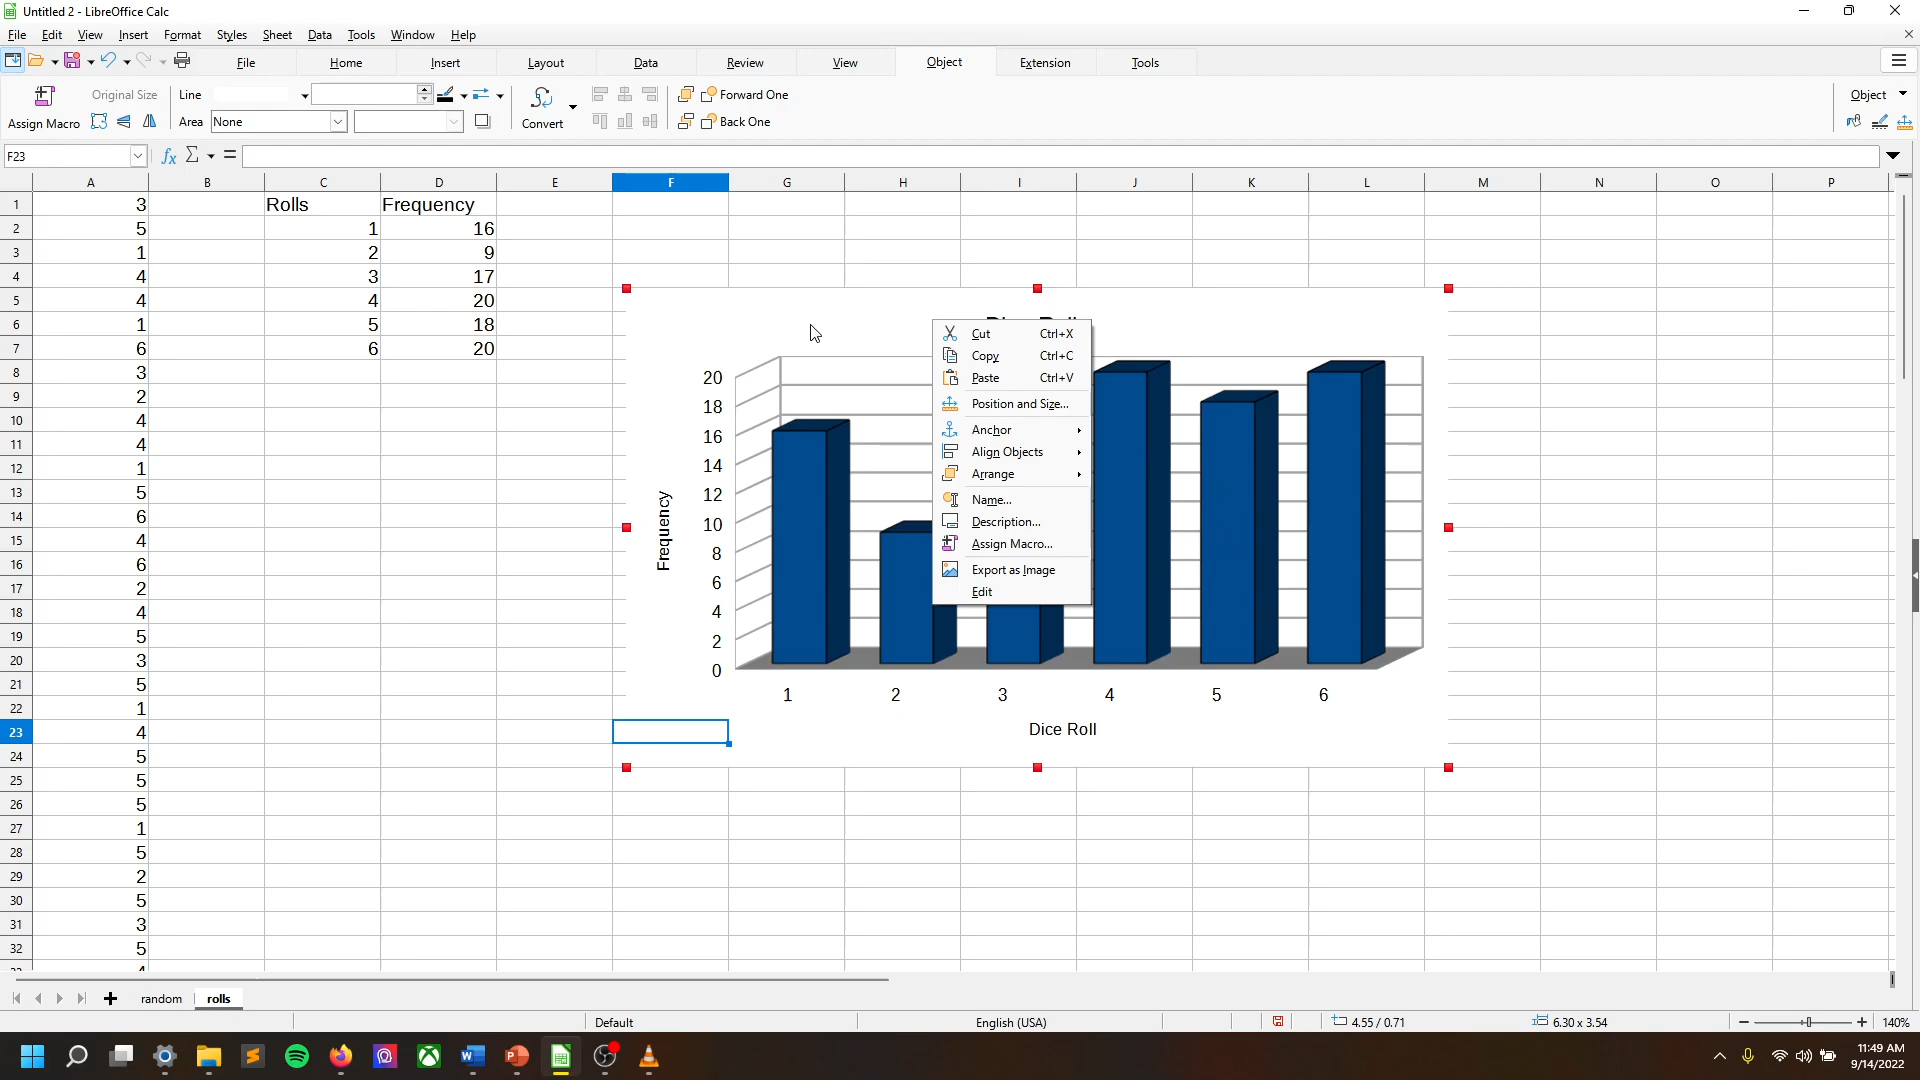 Untitled 2 - LibreOffice Calc
File Edit View Insert Format Styles Sheet Data Tools Window Help
File Home Insert Layout Data Review View Object Extension Tools
Assign Macro Original Size Line Area None Convert Forward One Back One Object
F23
A B C D E F G H I J K L M N O P
1 3 Rolls Frequency
2 5 1 16
3 1 2 9
4 4 3 17
5 4 4 20
6 1 5 18
7 6 6 20
8 3
9 2
10 4
11 4
12 1
13 5
14 6
15 4
16 6
17 2
18 4
19 5
20 3
21 5
22 1
23 4
24 5
25 5
26 5
27 1
28 5
29 2
30 5
31 3
32 5
Cut Ctrl+X
Copy Ctrl+C
Paste Ctrl+V
Position and Size...
Anchor
Align Objects
Arrange
Name...
Description...
Assign Macro...
Export as Image
Edit
20
18
16
14
12
10
8
6
4
2
0
Frequency
1 2 3 4 5 6
Dice Roll
random rolls
Default English (USA) 4.55 / 0.71 6.30 x 3.54 140%
11:49 AM
9/14/2022